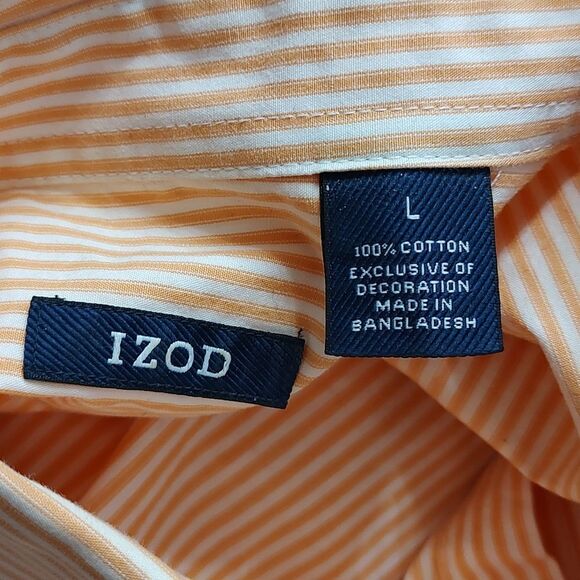 L
100% COTTON
EXCLUSIVE OF
DECORATION
MADE IN
BANGLADESH
IZOD